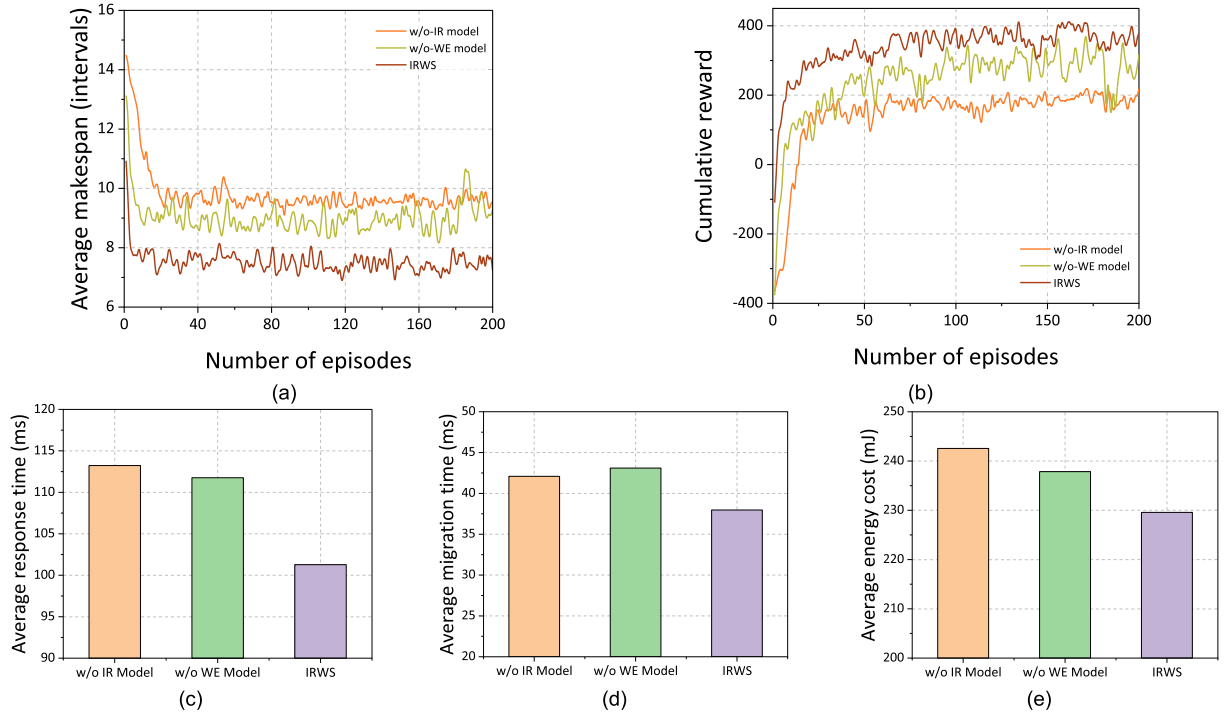 Average makespan (intervals)
16
14
12
10
8
6
0
40
80
120
160
200
w/o-IR model
w/o-WE model
IRWS
Number of episodes
(a)
Cumulative reward
400
200
0
-200
-400
0
50
100
150
200
w/o-IR model
w/o-WE model
IRWS
Number of episodes
(b)
Average response time (ms)
120
115
110
105
100
95
90
w/o IR Model
w/o WE Model
IRWS
(c)
Average migration time (ms)
50
45
40
35
30
25
20
w/o IR Model
w/o WE Model
IRWS
(d)
Average energy cost (mJ)
250
240
230
220
210
200
w/o IR Model
w/o WE Model
IRWS
(e)